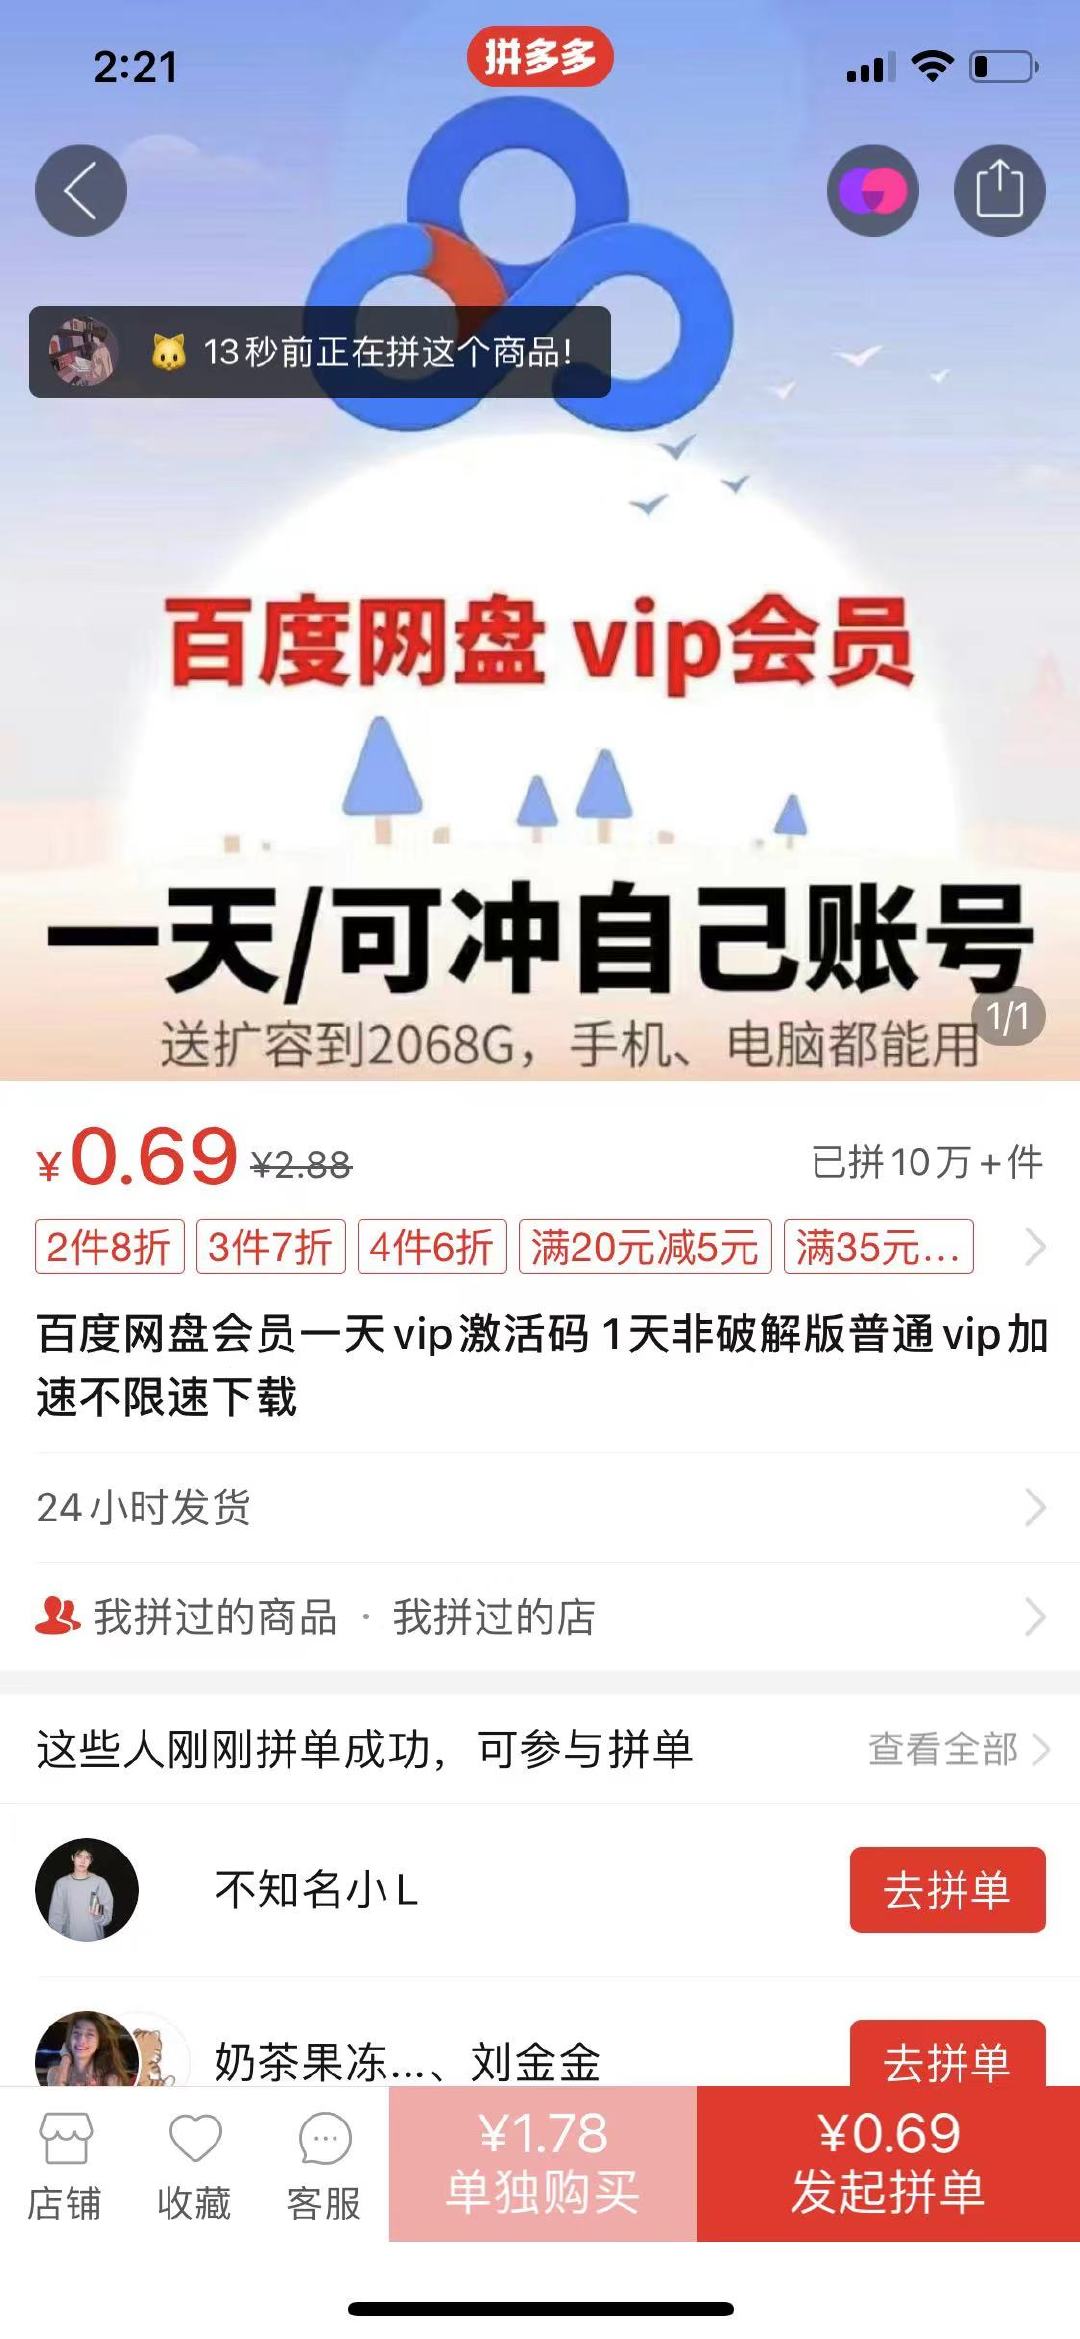 2:21
拼多多
13秒前正在拼这个商品!
百度网盘 vip会员
一天/可冲自己账号
送扩容到2068G，手机、电脑都能用
1/1
¥0.69 ¥2.88 已拼10万+件
2件8折 3件7折 4件6折 满20元减5元 满35元...
百度网盘会员一天vip激活码 1天非破解版普通vip加
速不限速下载
24小时发货
我拼过的商品 · 我拼过的店
这些人刚刚拼单成功，可参与拼单 查看全部
不知名小L 去拼单
奶茶果冻...、刘金金 去拼单
¥1.78 ¥0.69
店铺 收藏 客服 单独购买 发起拼单